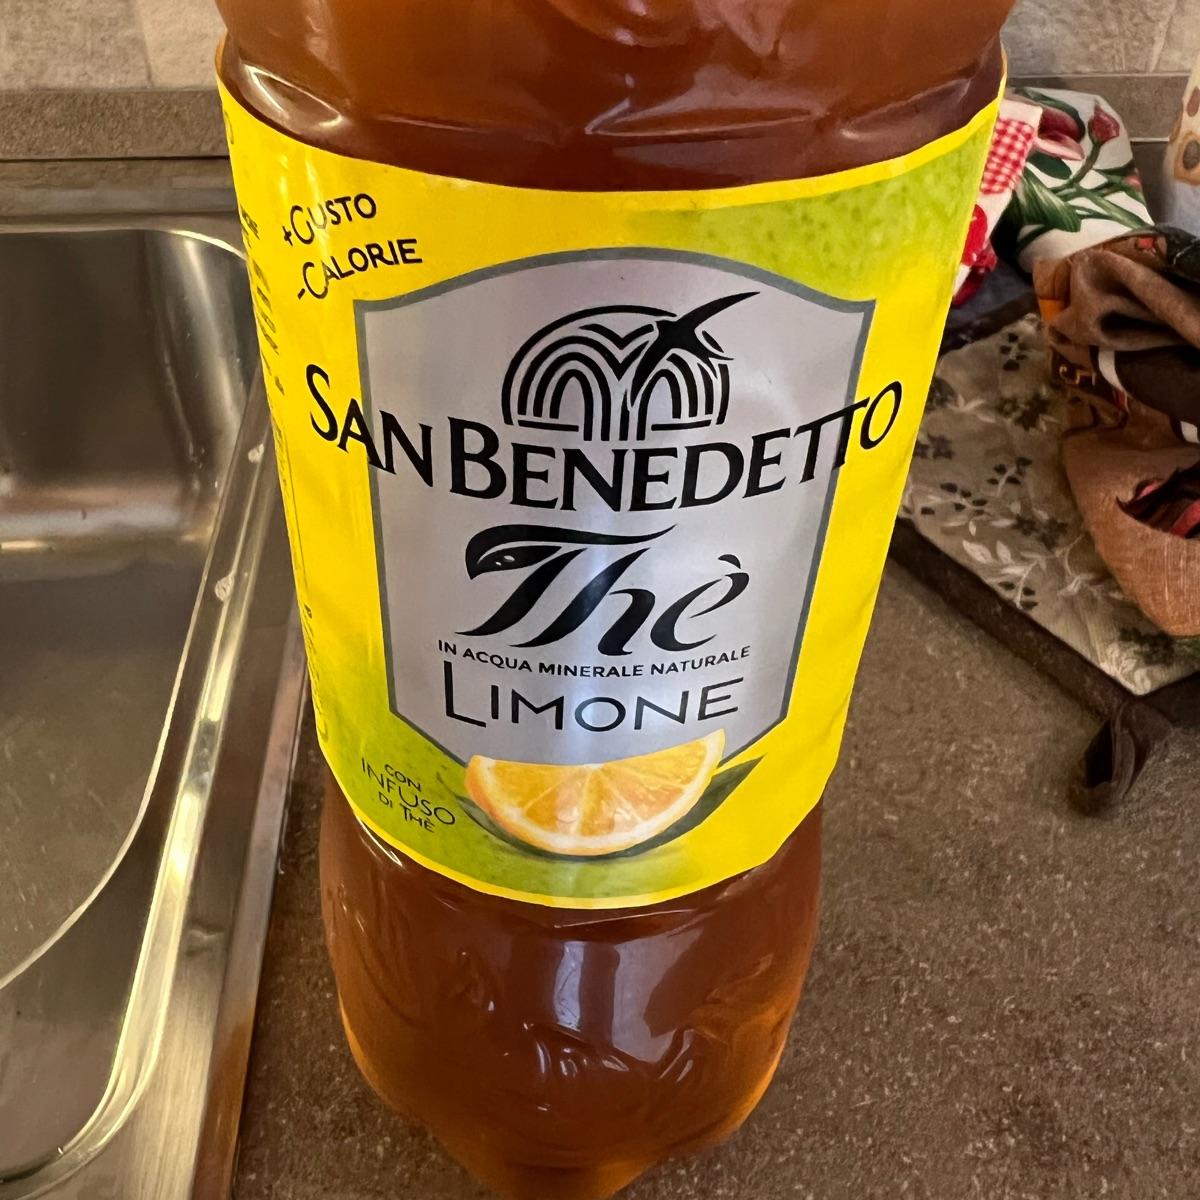 +GUSTO
-CALORIE
SAN BENEDETTO
Thè
IN ACQUA MINERALE NATURALE
LIMONE
CON
INFUSO
DI THÈ